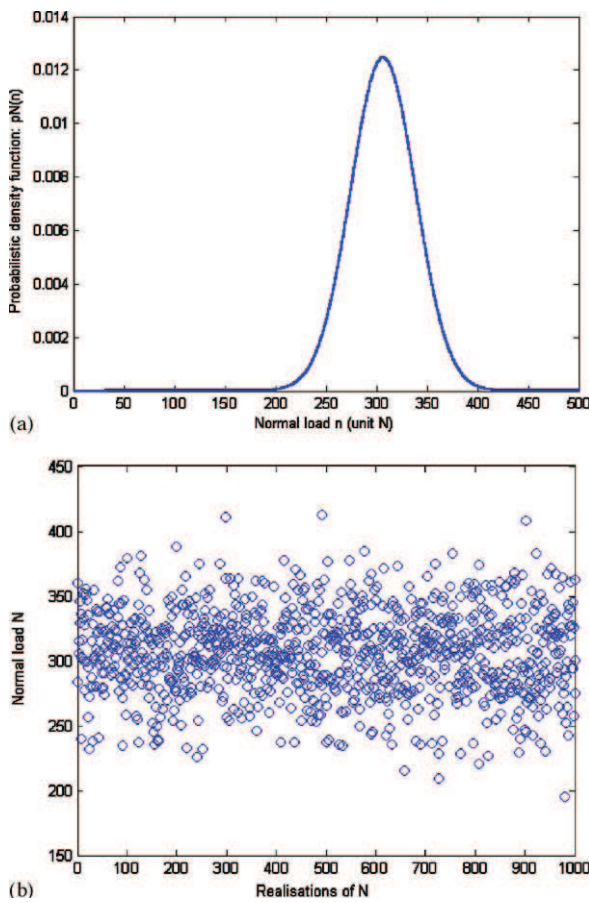 0.014
0.012
0.01
0.008
0.006
0.004
0.002
0
Probabilistic density function: pN(n)
0 50 100 150 200 250 300 350 400 450 500
Normal load n (unit N)
(a)
450
400
350
300
250
200
150
Normal load N
0 100 200 300 400 500 600 700 800 900 1000
Realisations of N
(b)